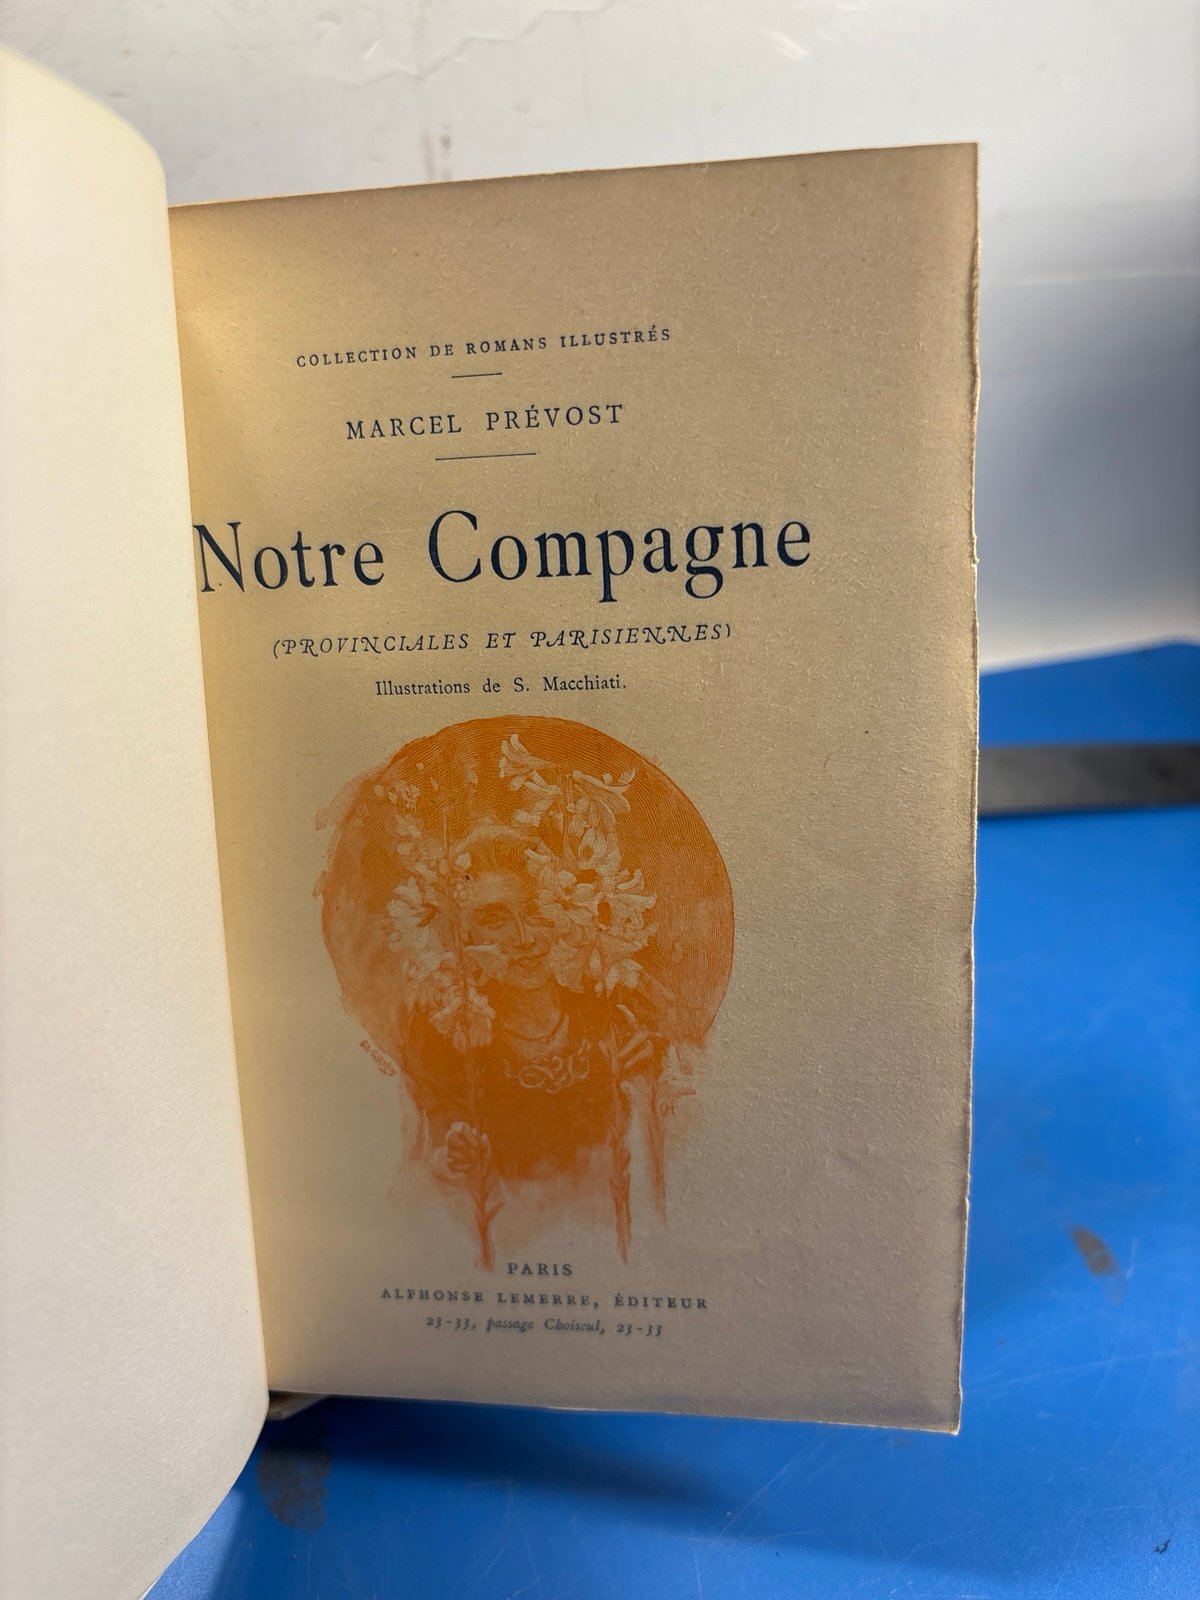 COLLECTION DE ROMANS ILLUSTRÉS
MARCEL PRÉVOST
Notre Compagne
(PROVINCIALES ET PARISIENNES)
Illustrations de S. Macchiati.
SM
PARIS
ALPHONSE LEMERRE, ÉDITEUR
23-33, passage Choiseul, 23-33